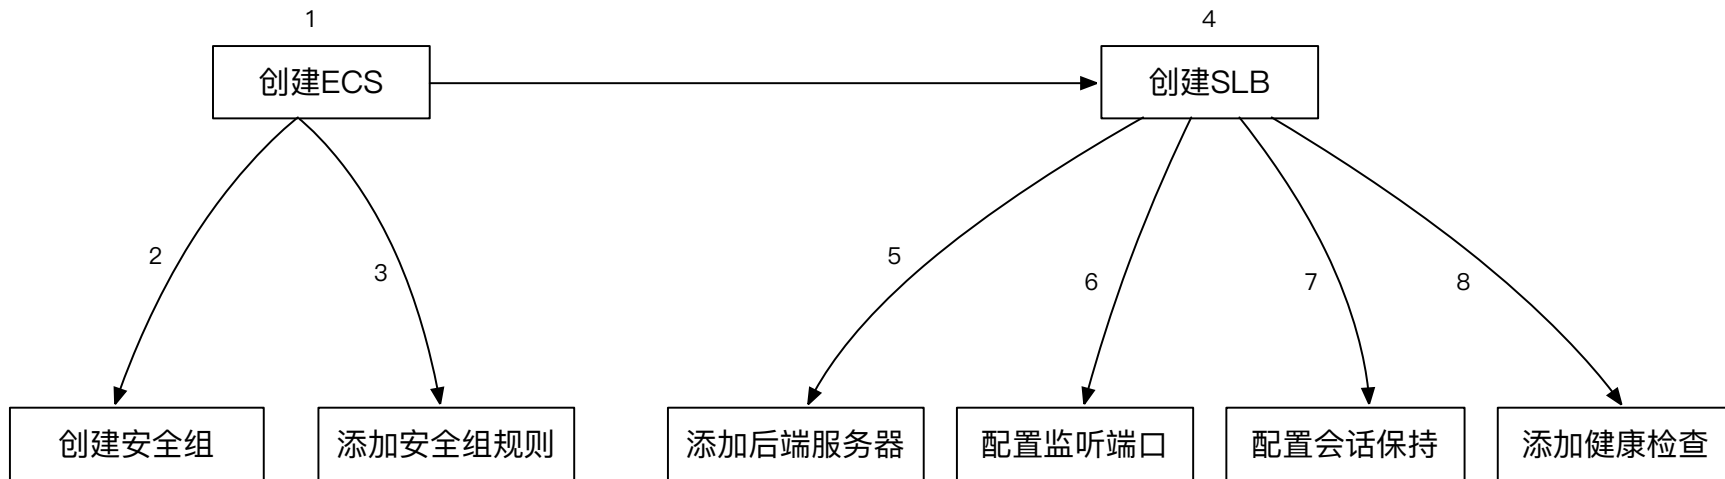 1
4
创建ECS
创建SLB
2
3
5
6
7
8
创建安全组
添加安全组规则
添加后端服务器
配置监听端口
配置会话保持
添加健康检查